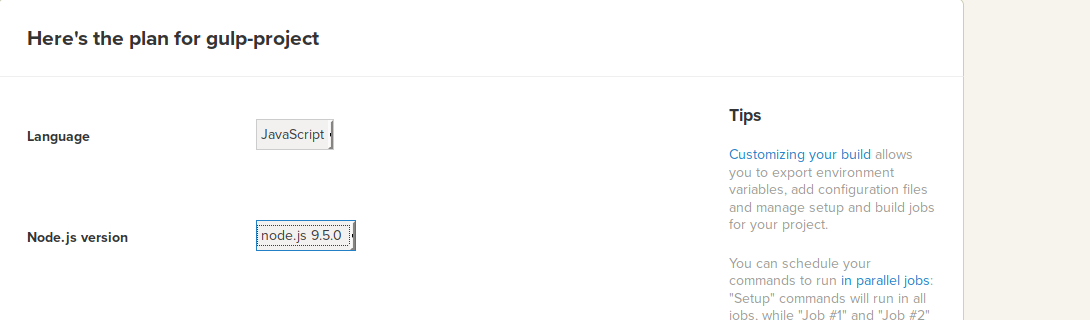 Here's the plan for gulp-project
Language
JavaScript
Node.js version
node.js 9.5.0
Tips
Customizing your build allows
you to export environment
variables, add configuration files
and manage setup and build jobs
for your project.
You can schedule your
commands to run in parallel jobs:
"Setup" commands will run in all
jobs, while "Job #1" and "Job #2"